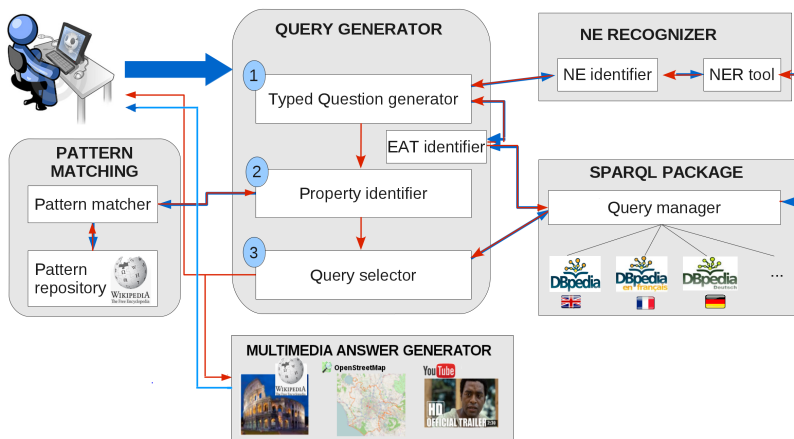 QUERY GENERATOR
1
Typed Question generator
EAT identifier
2
Property identifier
3
Query selector
NE RECOGNIZER
NE identifier
NER tool
PATTERN
MATCHING
Pattern matcher
Pattern
repository
WIKIPEDIA
The Free Encyclopedia
SPARQL PACKAGE
Query manager
DBpedia
DBpedia
en français
DBpedia
Deutsch
...
MULTIMEDIA ANSWER GENERATOR
WIKIPEDIA
OpenStreetMap
YouTube
HD
OFFICIAL TRAILER